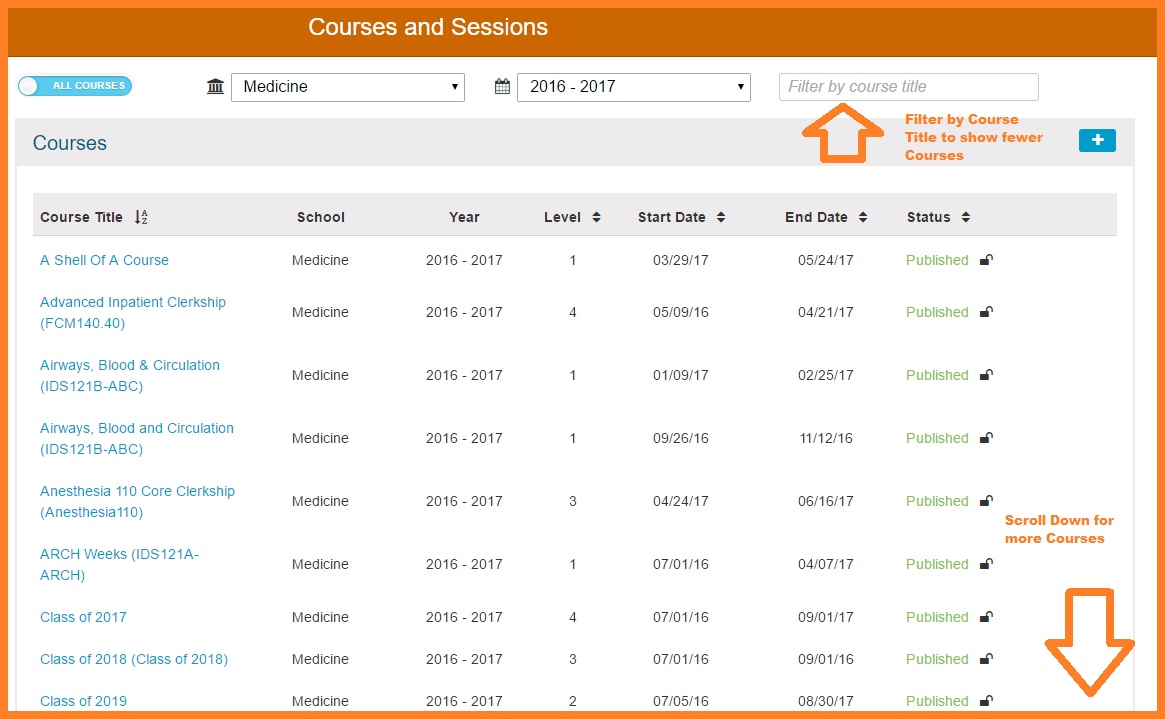 Courses and Sessions
ALL COURSES
Medicine
2016 - 2017
Filter by course title
Filter by Course
Title to show fewer
Courses
Courses
+
Course Title School Year Level Start Date End Date Status
A Shell Of A Course Medicine 2016 - 2017 1 03/29/17 05/24/17 Published
Advanced Inpatient Clerkship
(FCM140.40) Medicine 2016 - 2017 4 05/09/16 04/21/17 Published
Airways, Blood & Circulation
(IDS121B-ABC) Medicine 2016 - 2017 1 01/09/17 02/25/17 Published
Airways, Blood and Circulation
(IDS121B-ABC) Medicine 2016 - 2017 1 09/26/16 11/12/16 Published
Anesthesia 110 Core Clerkship
(Anesthesia110) Medicine 2016 - 2017 3 04/24/17 06/16/17 Published
Scroll Down for
more Courses
ARCH Weeks (IDS121A-
ARCH) Medicine 2016 - 2017 1 07/01/16 04/07/17 Published
Class of 2017 Medicine 2016 - 2017 4 07/01/16 09/01/17 Published
Class of 2018 (Class of 2018) Medicine 2016 - 2017 3 07/01/16 09/01/16 Published
Class of 2019 Medicine 2016 - 2017 2 07/05/16 08/30/17 Published